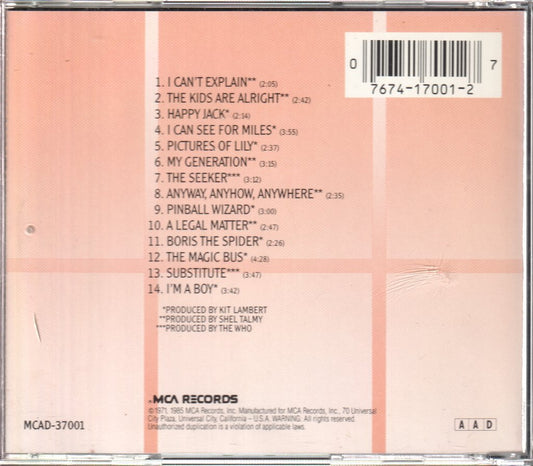 0 7
7674-17001-2
1. I CAN'T EXPLAIN** (2:05)
2. THE KIDS ARE ALRIGHT** (2:42)
3. HAPPY JACK* (2:14)
4. I CAN SEE FOR MILES* (3:55)
5. PICTURES OF LILY* (2:37)
6. MY GENERATION** (3:15)
7. THE SEEKER*** (3:12)
8. ANYWAY, ANYHOW, ANYWHERE** (2:35)
9. PINBALL WIZARD* (3:00)
10. A LEGAL MATTER** (2:47)
11. BORIS THE SPIDER* (2:26)
12. THE MAGIC BUS* (4:28)
13. SUBSTITUTE*** (3:47)
14. I'M A BOY* (3:42)
*PRODUCED BY KIT LAMBERT
**PRODUCED BY SHEL TALMY
***PRODUCED BY THE WHO
MCA RECORDS
©1971, 1985 MCA Records, Inc. Manufactured for MCA Records, Inc., 70 Universal
City Plaza, Universal City, California – U.S.A. WARNING: All rights reserved.
Unauthorized duplication is a violation of applicable laws.
MCAD-37001
A A D